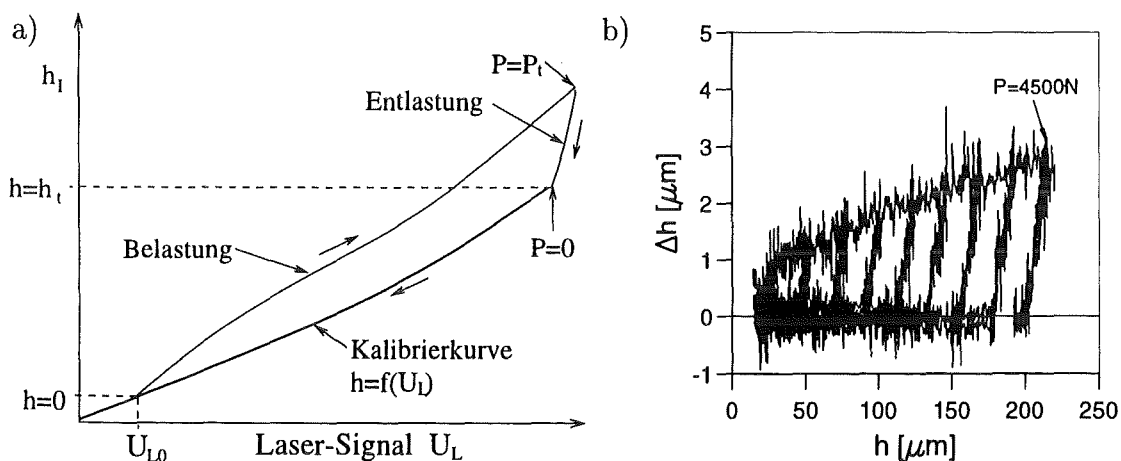 a)
h_I
P=P_t
Entlastung
h=h_t
P=0
Belastung
Kalibrierkurve
h=f(U_L)
h=0
U_L0
Laser-Signal U_L
b)
5
4
3
2
1
0
-1
Δh [μm]
P=4500N
0 50 100 150 200 250
h [μm]